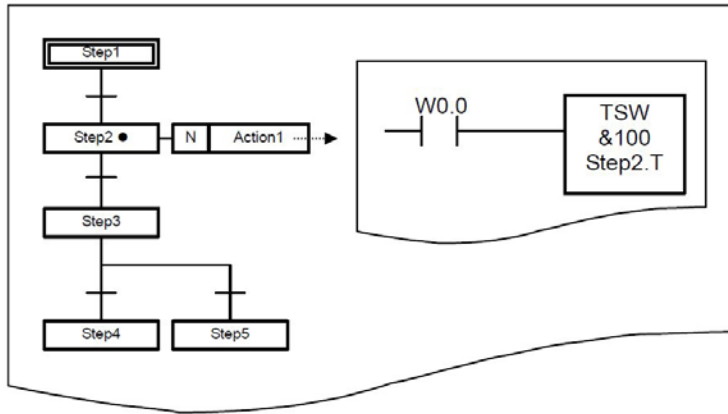 Step1
Step2
N
Action1
Step3
Step4
Step5
W0.0
TSW
&100
Step2.T